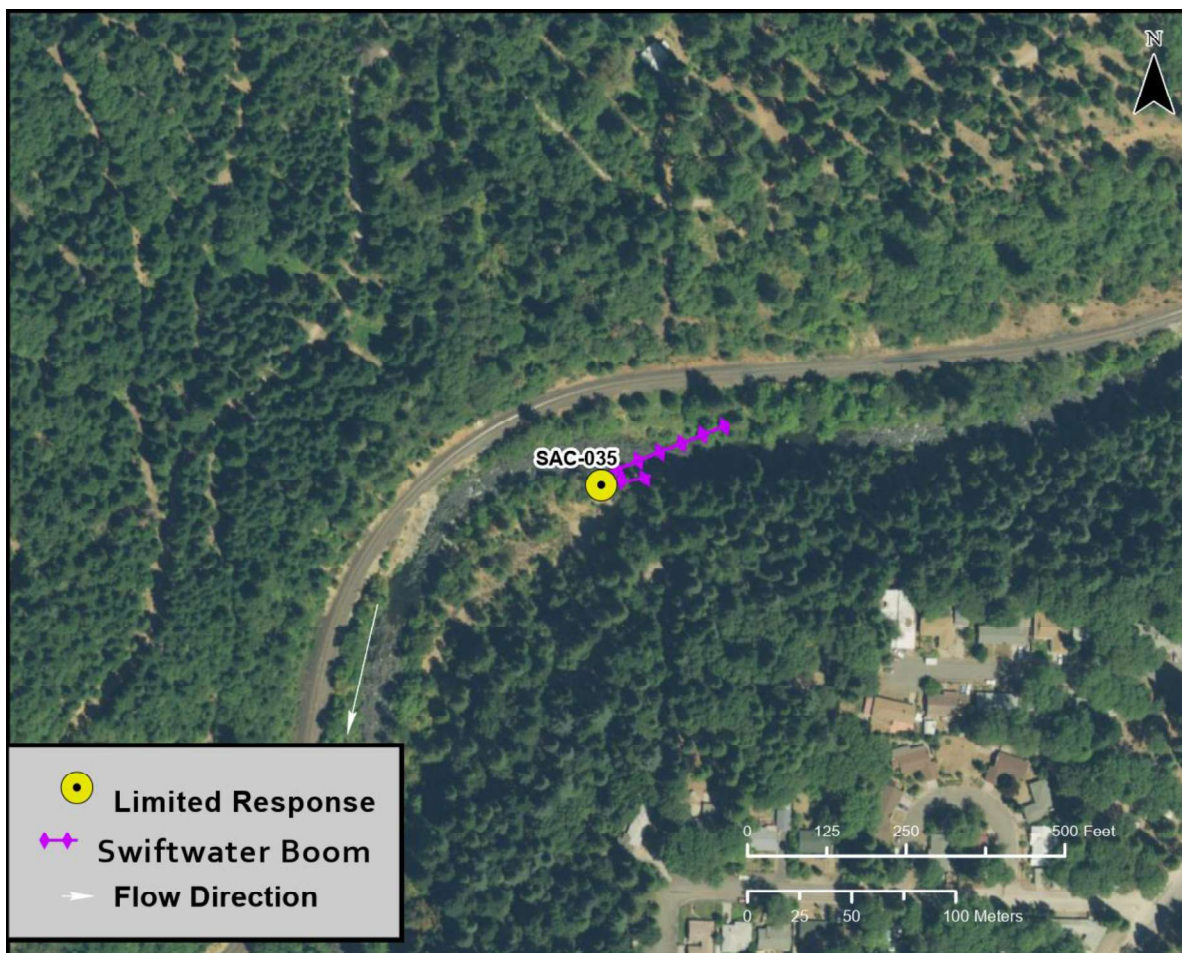 N
SAC-035
Limited Response
Swiftwater Boom
Flow Direction
0 125 250 500 Feet
0 25 50 100 Meters